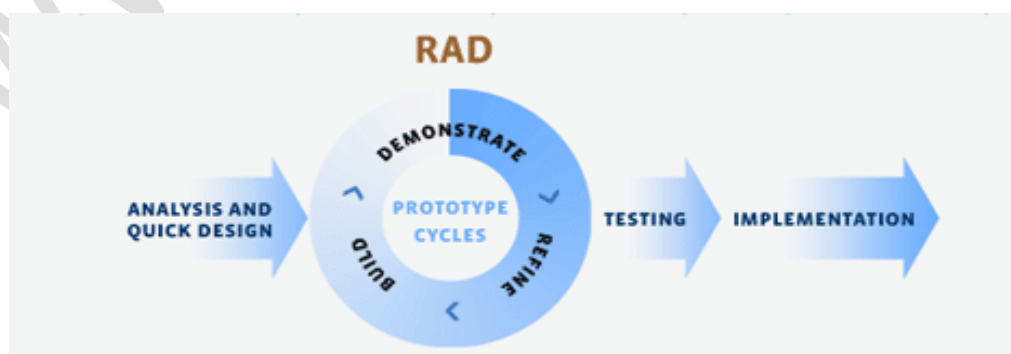 RAD
DEMONSTRATE
ANALYSIS AND
QUICK DESIGN
PROTOTYPE
CYCLES
BUILD
REFINE
TESTING
IMPLEMENTATION